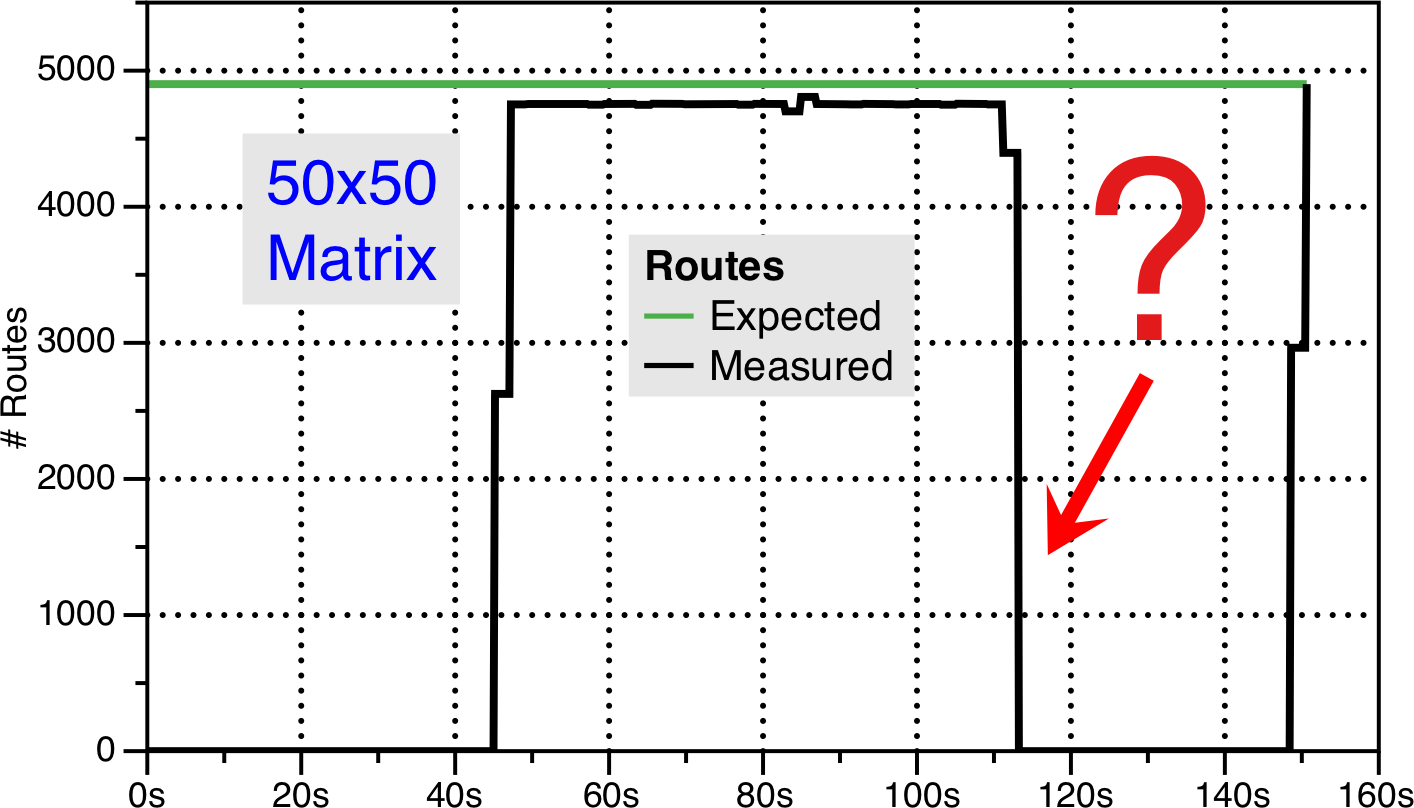 # Routes
5000
4000
3000
2000
1000
0
50x50
Matrix
Routes
Expected
Measured
?
0s
20s
40s
60s
80s
100s
120s
140s
160s